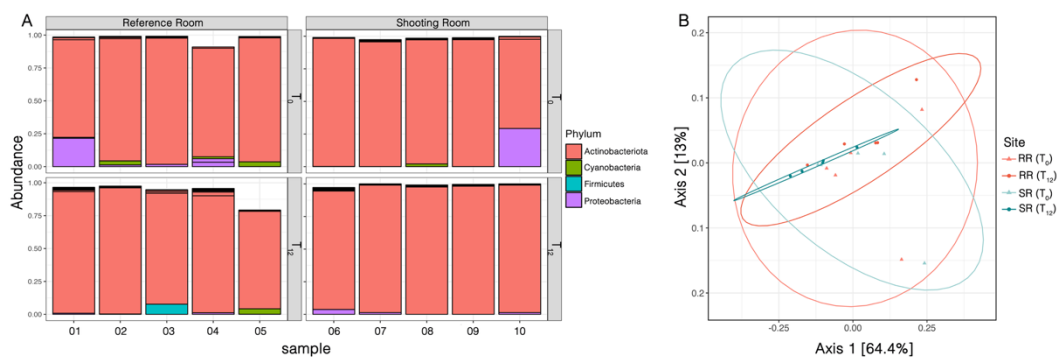 A
Reference Room
Shooting Room
1.00
0.75
0.50
0.25
0.00
T0
T0
1.00
0.75
0.50
0.25
0.00
T12
T12
Abundance
01 02 03 04 05
06 07 08 09 10
sample
Phylum
Actinobacteriota
Cyanobacteria
Firmicutes
Proteobacteria
B
0.2
0.1
0.0
0.1
0.2
Axis 2 [13%]
-0.25 0.00 0.25
Axis 1 [64.4%]
Site
RR (T0)
RR (T12)
SR (T0)
SR (T12)